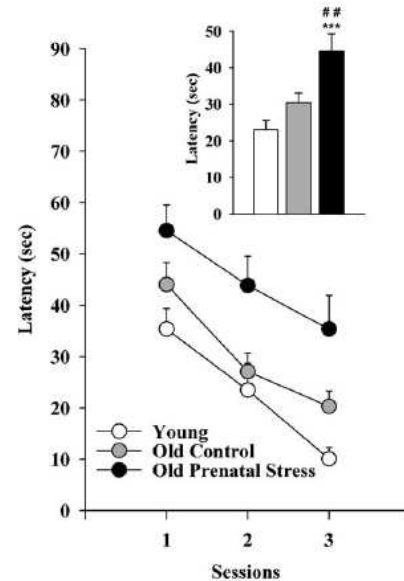 ##
***
50
40
30
20
10
0
Latency (sec)
90
80
70
60
50
40
30
20
10
0
Latency (sec)
Young
Old Control
Old Prenatal Stress
1 2 3
Sessions